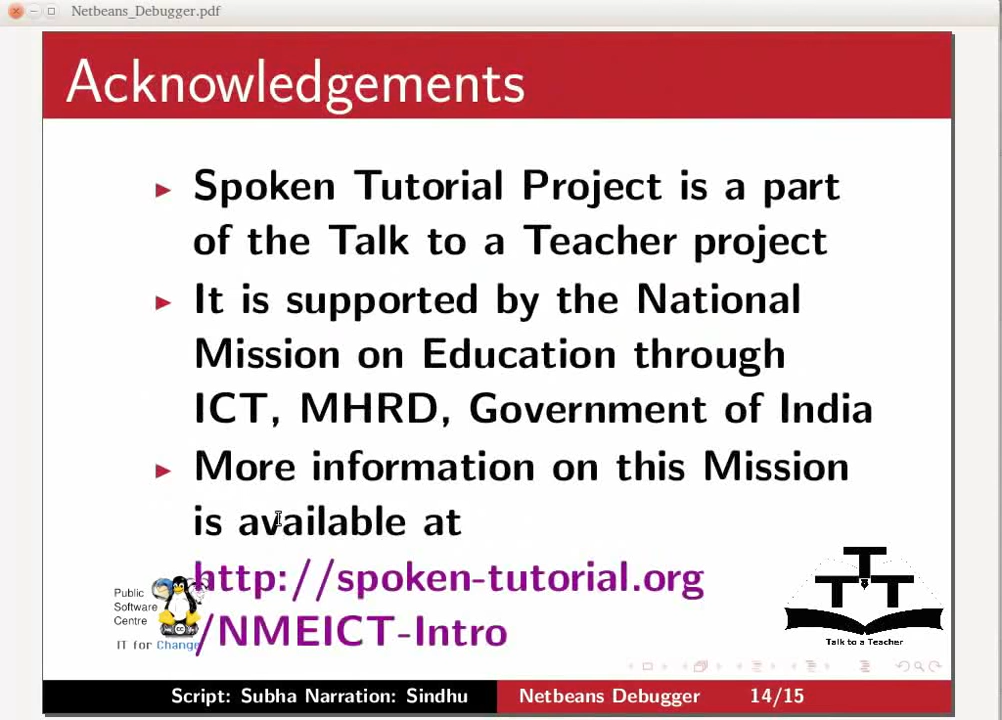 Netbeans_Debugger.pdf
Acknowledgements
Spoken Tutorial Project is a part
of the Talk to a Teacher project
It is supported by the National
Mission on Education through
ICT, MHRD, Government of India
More information on this Mission
is available at
http://spoken-tutorial.org
/NMEICT-Intro
Public
Software
Centre
IT for Change
T T T
Talk to a Teacher
Script: Subha Narration: Sindhu Netbeans Debugger 14/15